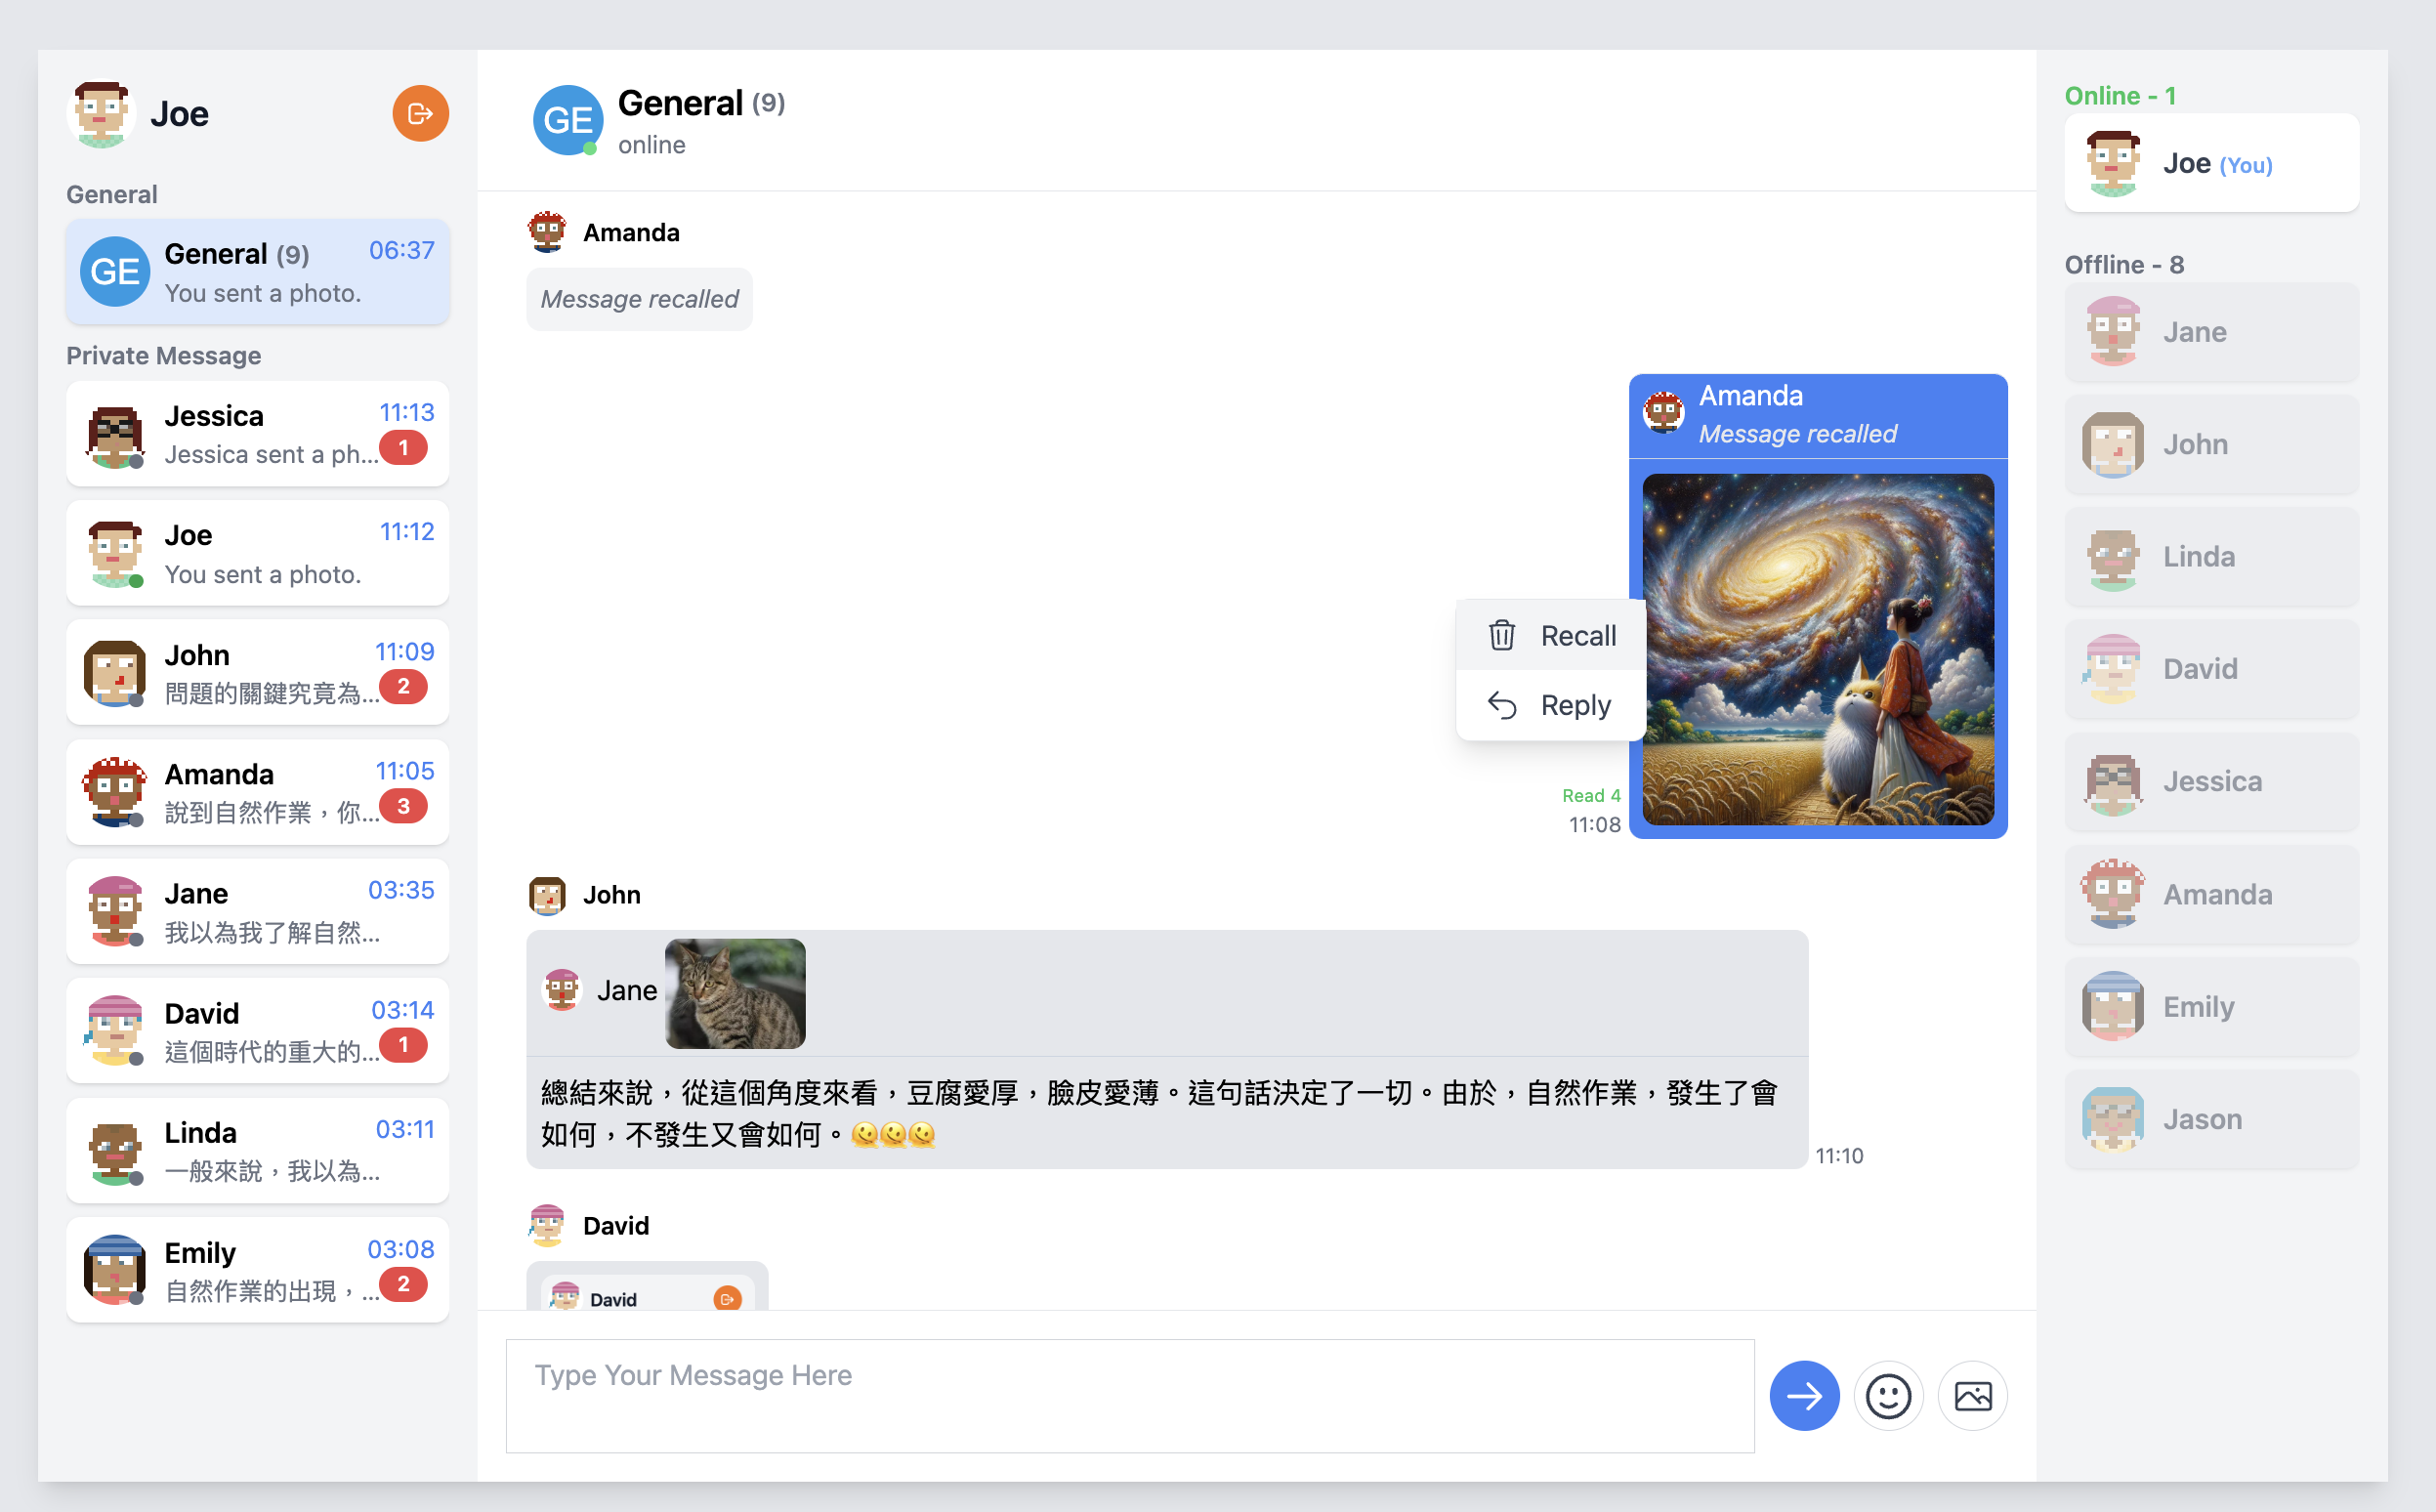 Joe
General
GE
General (9)
06:37
You sent a photo.
Private Message
Jessica
11:13
Jessica sent a ph...
1
Joe
11:12
You sent a photo.
John
11:09
問題的關鍵究竟為...
2
Amanda
11:05
說到自然作業，你...
3
Jane
03:35
我以為我了解自然...
David
03:14
這個時代的重大的...
1
Linda
03:11
一般來說，我以為...
Emily
03:08
自然作業的出現，...
2
GE
General (9)
online
Amanda
Message recalled
Amanda
Message recalled
Recall
Reply
Read 4
11:08
John
Jane
總結來說，從這個角度來看，豆腐愛厚，臉皮愛薄。這句話決定了一切。由於，自然作業，發生了會
如何，不發生又會如何。🫠🫠🫠
11:10
David
David
Type Your Message Here
Online - 1
Joe (You)
Offline - 8
Jane
John
Linda
David
Jessica
Amanda
Emily
Jason